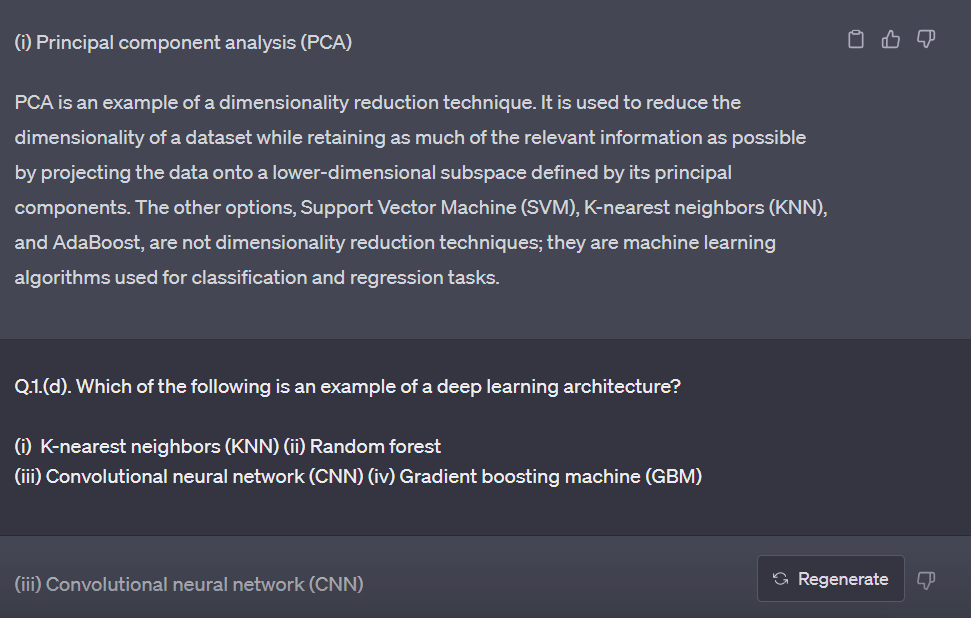 (i) Principal component analysis (PCA)
PCA is an example of a dimensionality reduction technique. It is used to reduce the
dimensionality of a dataset while retaining as much of the relevant information as possible
by projecting the data onto a lower-dimensional subspace defined by its principal
components. The other options, Support Vector Machine (SVM), K-nearest neighbors (KNN),
and AdaBoost, are not dimensionality reduction techniques; they are machine learning
algorithms used for classification and regression tasks.
Q.1.(d). Which of the following is an example of a deep learning architecture?
(i)  K-nearest neighbors (KNN) (ii) Random forest
(iii) Convolutional neural network (CNN) (iv) Gradient boosting machine (GBM)
(iii) Convolutional neural network (CNN)
Regenerate